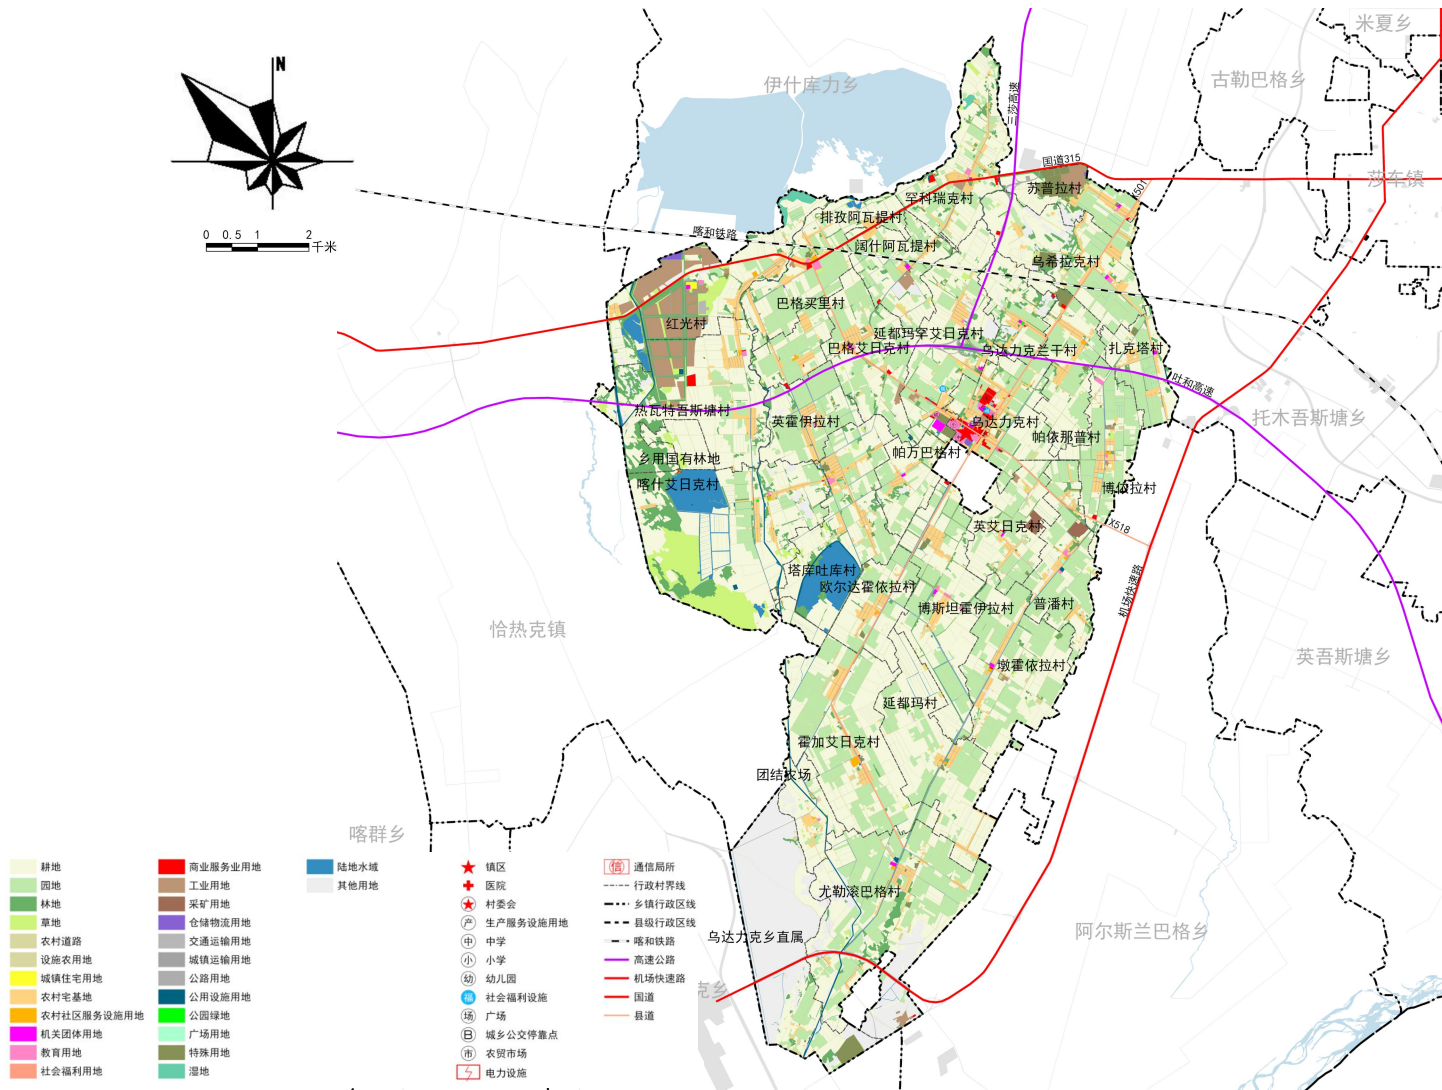 米夏乡
N
伊什库力乡
古勒巴格乡
三莎高速
国道315
莎车镇
苏普拉村
X501
罕科瑞克村
排孜阿瓦提村
喀和铁路
0 0.5 1 2
千米
阔什阿瓦提村
乌希拉克村
巴格买里村
红光村
延都玛罕艾日克村
巴格艾日克村
乌达力克兰干村
扎克塔村
吐和高速
热瓦特吾斯塘村
英霍伊拉村
乌达力克村
托木吾斯塘乡
帕依那普村
帕万巴格村
乡用国有林地
喀什艾日克村
博依拉村
英艾日克村
X518
塔库吐库村
欧尔达霍依拉村
机场快速路
博斯坦霍伊拉村
普潘村
恰热克镇
英吾斯塘乡
墩霍依拉村
延都玛村
霍加艾日克村
团结农场
喀群乡
尤勒滚巴格村
乌达力克乡直属
阿尔斯兰巴格乡
克乡
耕地
园地
林地
草地
农村道路
设施农用地
城镇住宅用地
农村宅基地
农村社区服务设施用地
机关团体用地
教育用地
社会福利用地
商业服务业用地
工业用地
采矿用地
仓储物流用地
交通运输用地
城镇运输用地
公路用地
公用设施用地
公园绿地
广场用地
特殊用地
湿地
陆地水域
其他用地
镇区
医院
村委会
产 生产服务设施用地
中 中学
小 小学
幼 幼儿园
福 社会福利设施
场 广场
日 城乡公交停靠点
市 农贸市场
电力设施
信 通信局所
行政村界线
乡镇行政区线
县级行政区线
喀和铁路
高速公路
机场快速路
国道
县道